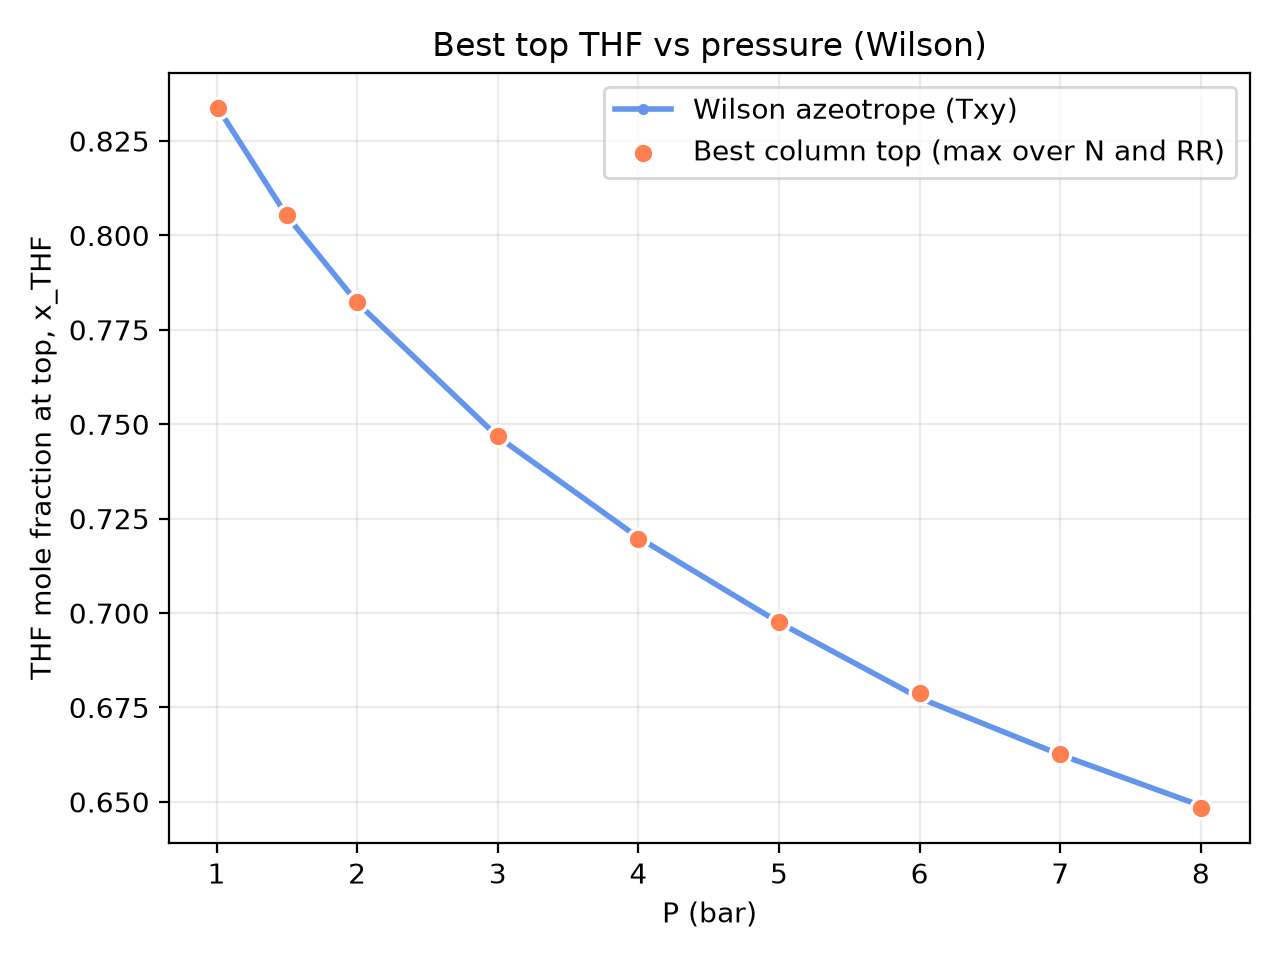 Best top THF vs pressure (Wilson)
Wilson azeotrope (Txy)
Best column top (max over N and RR)
THF mole fraction at top, x_THF
0.825
0.800
0.775
0.750
0.725
0.700
0.675
0.650
1 2 3 4 5 6 7 8
P (bar)